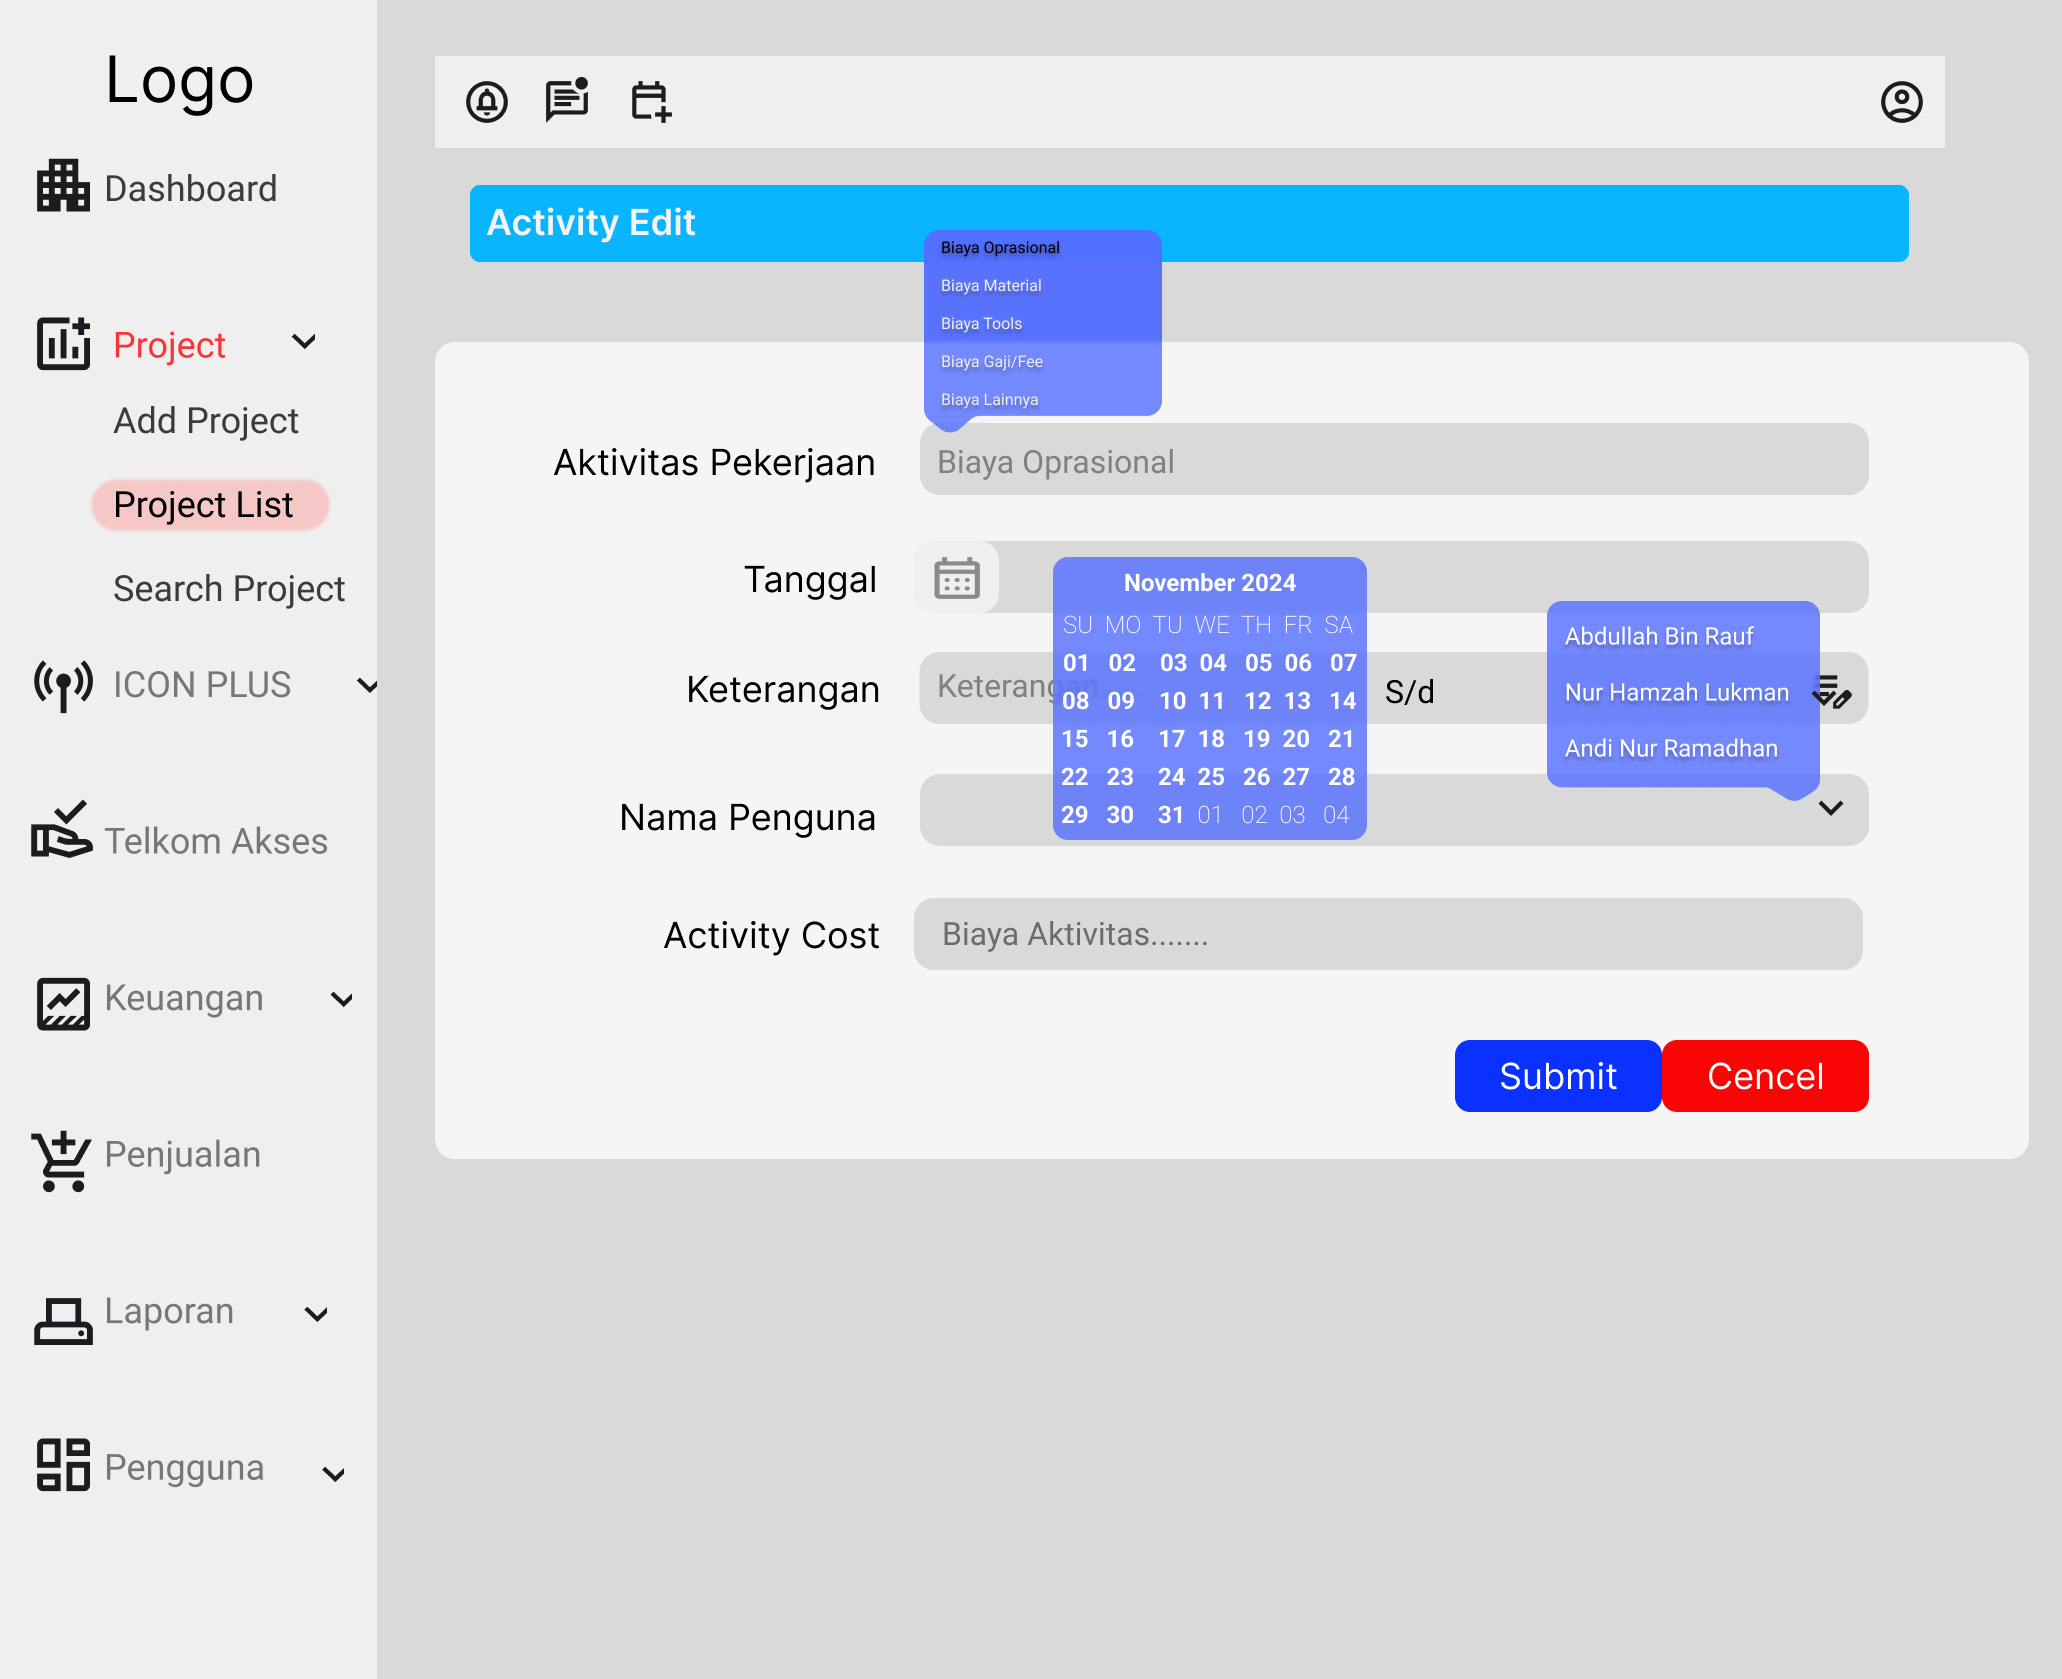 Logo
Dashboard
Project
Add Project
Project List
Search Project
ICON PLUS
Telkom Akses
Keuangan
Penjualan
Laporan
Pengguna
Activity Edit
Biaya Oprasional
Biaya Material
Biaya Tools
Biaya Gaji/Fee
Biaya Lainnya
Aktivitas Pekerjaan
Biaya Oprasional
Tanggal
November 2024
SU MO TU WE TH FR SA
01 02 03 04 05 06 07
08 09 10 11 12 13 14
15 16 17 18 19 20 21
22 23 24 25 26 27 28
29 30 31 01 02 03 04
Keterangan
Keterangan...
S/d
Abdullah Bin Rauf
Nur Hamzah Lukman
Andi Nur Ramadhan
Nama Penguna
Activity Cost
Biaya Aktivitas.......
Submit
Cencel